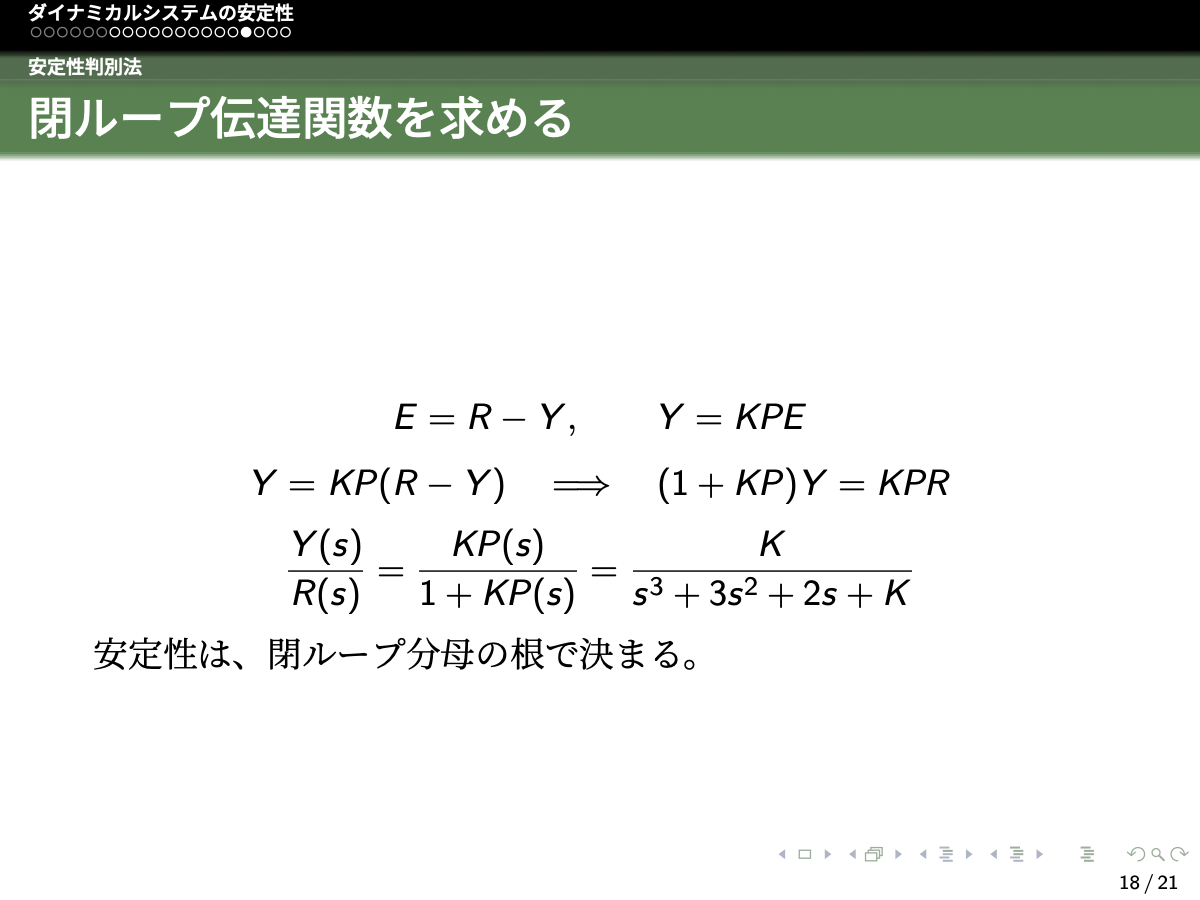 ダイナミカルシステムの安定性
安定性判別法
閉ループ伝達関数を求める
E = R − Y,  Y = KPE
Y = KP(R − Y) ⟹ (1 + KP)Y = KPR
Y(s)/R(s) = KP(s)/(1 + KP(s)) = K/(s³ + 3s² + 2s + K)
安定性は、閉ループ分母の根で決まる。
18 / 21